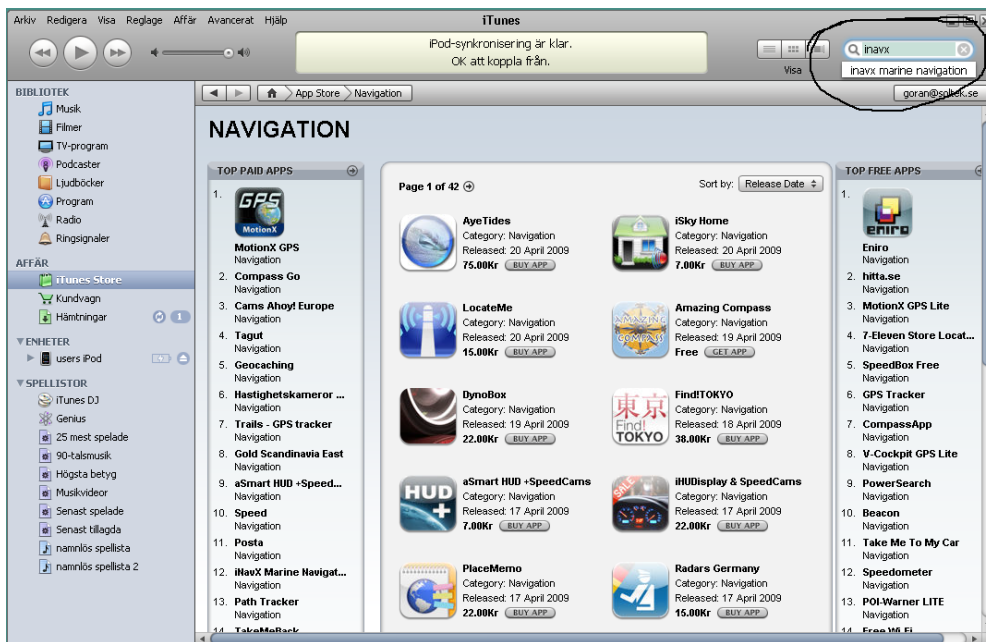 Arkiv Redigera Visa Reglage Affär Avancerat Hjälp
iTunes
iPod-synkronisering är klar.
OK att koppla från.
Visa
inavx
inavx marine navigation
BIBLIOTEK
Musik
Filmer
TV-program
Podcaster
Ljudböcker
Program
Radio
Ringsignaler
AFFÄR
iTunes Store
Kundvagn
Hämtningar 1
ENHETER
users iPod
SPELLISTOR
iTunes DJ
Genius
25 mest spelade
90-talsmusik
Högsta betyg
Musikvideor
Senast spelade
Senast tillagda
namnlös spellista
namnlös spellista 2
App Store Navigation
goran@soltek.se
NAVIGATION
TOP PAID APPS
1.
GPS
MotionX
MotionX GPS
Navigation
2. Compass Go
Navigation
3. Cams Ahoy! Europe
Navigation
4. Tagut
Navigation
5. Geocaching
Navigation
6. Hastighetskameror ...
Navigation
7. Trails - GPS tracker
Navigation
8. Gold Scandinavia East
Navigation
9. aSmart HUD +Speed...
Navigation
10. Speed
Navigation
11. Posta
Navigation
12. iNavX Marine Navigat...
Navigation
13. Path Tracker
Navigation
14. TakeMeBack
Page 1 of 42
Sort by: Release Date
AyeTides
Category: Navigation
Released: 20 April 2009
75.00Kr BUY APP
iSky Home
Category: Navigation
Released: 20 April 2009
7.00Kr BUY APP
LocateMe
Category: Navigation
Released: 20 April 2009
15.00Kr BUY APP
AMAZING
COMPASS
Amazing Compass
Category: Navigation
Released: 19 April 2009
Free GET APP
DynoBox
Category: Navigation
Released: 19 April 2009
22.00Kr BUY APP
東京
Find!
TOKYO
Find!TOKYO
Category: Navigation
Released: 18 April 2009
38.00Kr BUY APP
HUD
+
aSmart HUD +SpeedCams
Category: Navigation
Released: 17 April 2009
7.00Kr BUY APP
SALE
iHUDisplay & SpeedCams
Category: Navigation
Released: 17 April 2009
22.00Kr BUY APP
PlaceMemo
Category: Navigation
Released: 17 April 2009
22.00Kr BUY APP
Radars Germany
Category: Navigation
Released: 17 April 2009
15.00Kr BUY APP
TOP FREE APPS
1.
eniro
Eniro
Navigation
2. hitta.se
Navigation
3. MotionX GPS Lite
Navigation
4. 7-Eleven Store Locat...
Navigation
5. SpeedBox Free
Navigation
6. GPS Tracker
Navigation
7. CompassApp
Navigation
8. V-Cockpit GPS Lite
Navigation
9. PowerSearch
Navigation
10. Beacon
Navigation
11. Take Me To My Car
Navigation
12. Speedometer
Navigation
13. POI-Warner LITE
Navigation
14. Free Wi-Fi